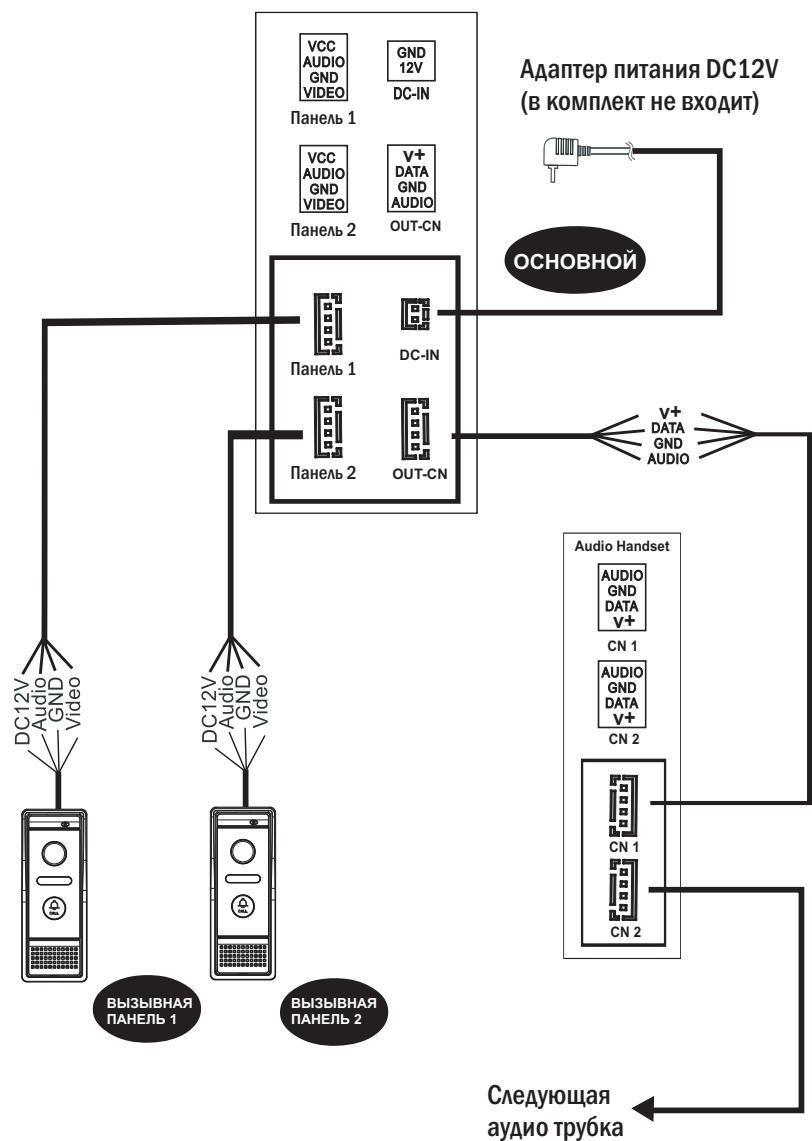 VCC
AUDIO
GND
VIDEO
Панель 1
GND
12V
DC-IN
Адаптер питания DC12V
(в комплект не входит)
VCC
AUDIO
GND
VIDEO
Панель 2
V+
DATA
GND
AUDIO
OUT-CN
ОСНОВНОЙ
Панель 1
DC-IN
Панель 2
OUT-CN
V+
DATA
GND
AUDIO
Audio Handset
AUDIO
GND
DATA
V+
CN 1
AUDIO
GND
DATA
V+
CN 2
CN 1
CN 2
DC12V
Audio
GND
Video
DC12V
Audio
GND
Video
CALL
CALL
ВЫЗЫВНАЯ
ПАНЕЛЬ 1
ВЫЗЫВНАЯ
ПАНЕЛЬ 2
Следующая
аудио трубка